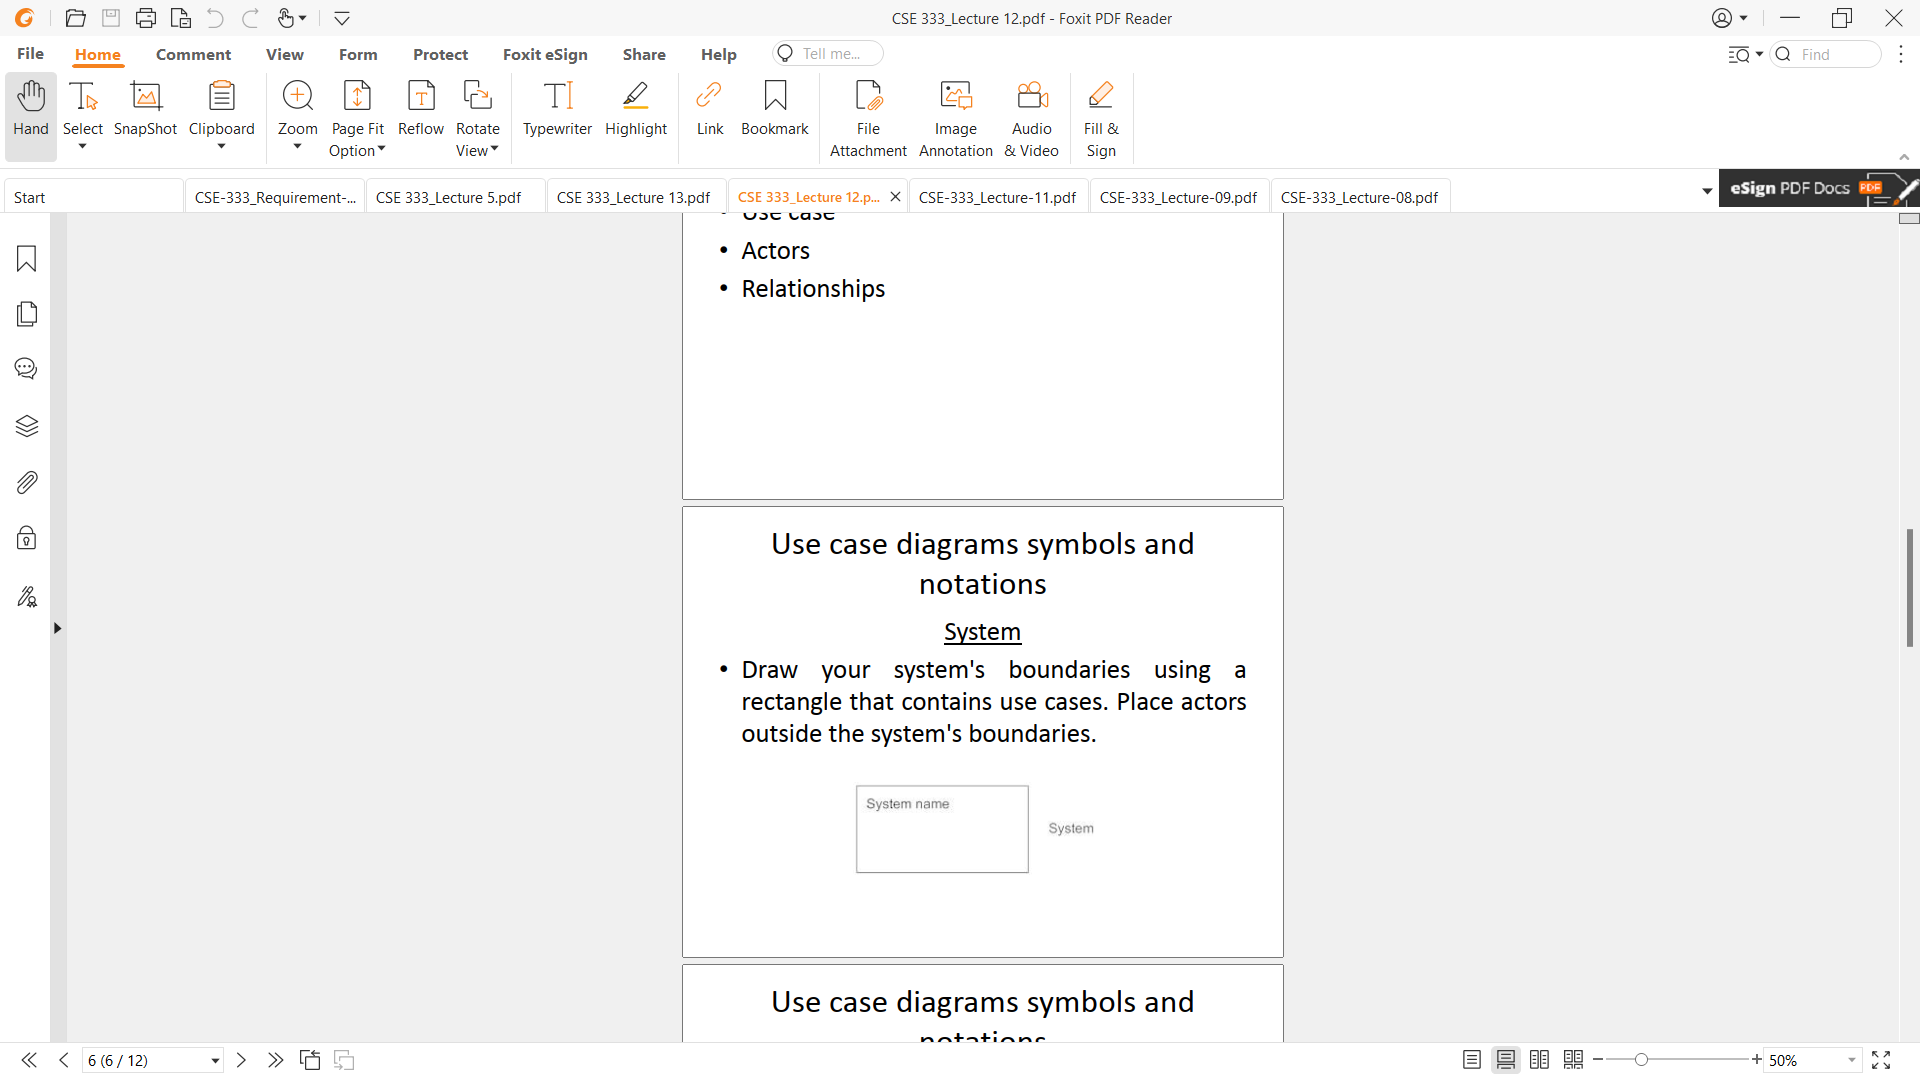 CSE 333_Lecture 12.pdf - Foxit PDF Reader
File Home Comment View Form Protect Foxit eSign Share Help Tell me... Find
Hand Select SnapShot Clipboard Zoom Page Fit Option Reflow Rotate View Typewriter Highlight Link Bookmark File Attachment Image Annotation Audio & Video Fill & Sign
Start CSE-333_Requirement-... CSE 333_Lecture 5.pdf CSE 333_Lecture 13.pdf CSE 333_Lecture 12.p... CSE-333_Lecture-11.pdf CSE-333_Lecture-09.pdf CSE-333_Lecture-08.pdf eSign PDF Docs PDF
• Use case
• Actors
• Relationships
Use case diagrams symbols and
notations
System
• Draw your system's boundaries using a
rectangle that contains use cases. Place actors
outside the system's boundaries.
System name
System
Use case diagrams symbols and
notations
6 (6 / 12) 50%